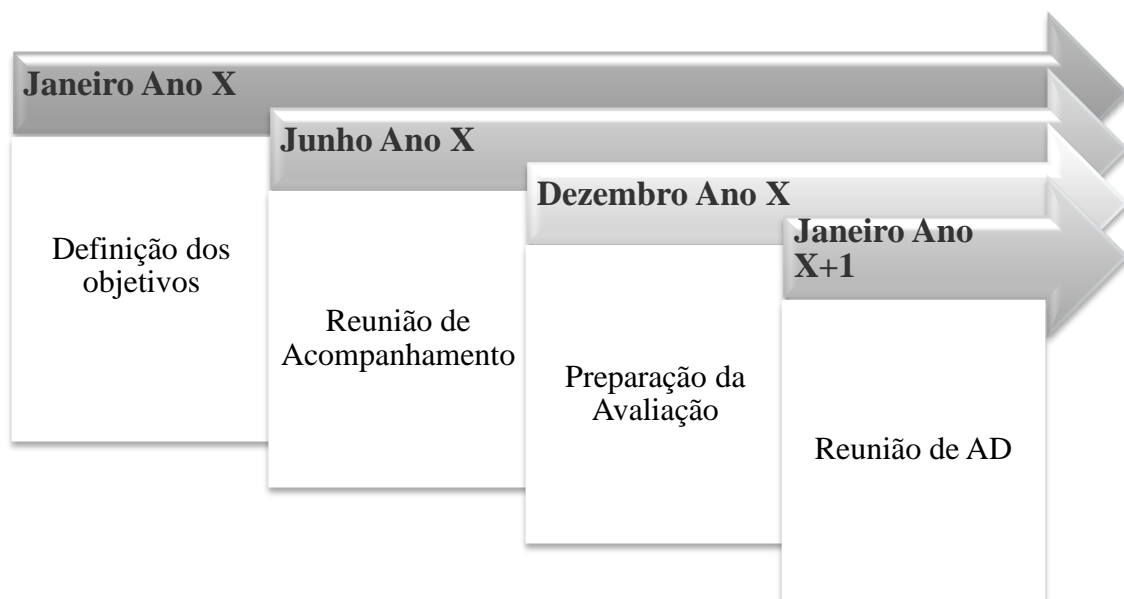 Janeiro Ano X
Definição dos
objetivos
Junho Ano X
Reunião de
Acompanhamento
Dezembro Ano X
Preparação da
Avaliação
Janeiro Ano
X+1
Reunião de AD